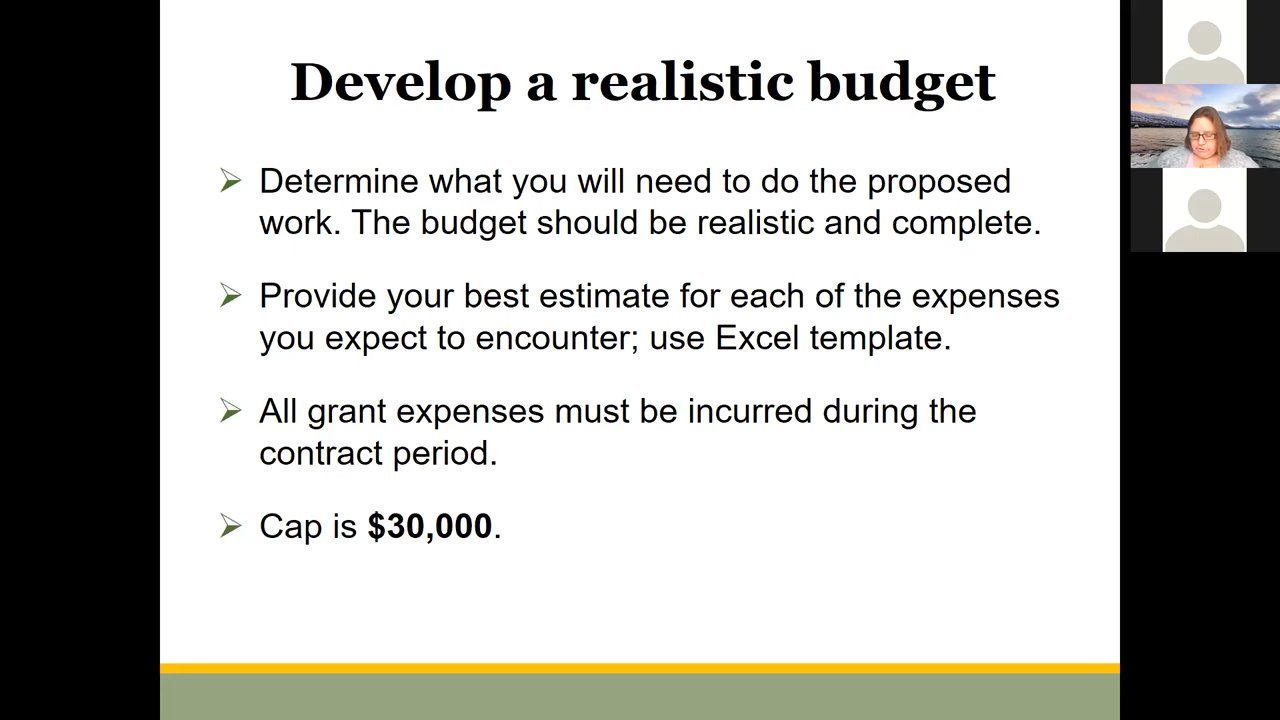 Develop a realistic budget
Determine what you will need to do the proposed
work. The budget should be realistic and complete.
Provide your best estimate for each of the expenses
you expect to encounter; use Excel template.
All grant expenses must be incurred during the
contract period.
Cap is $30,000.